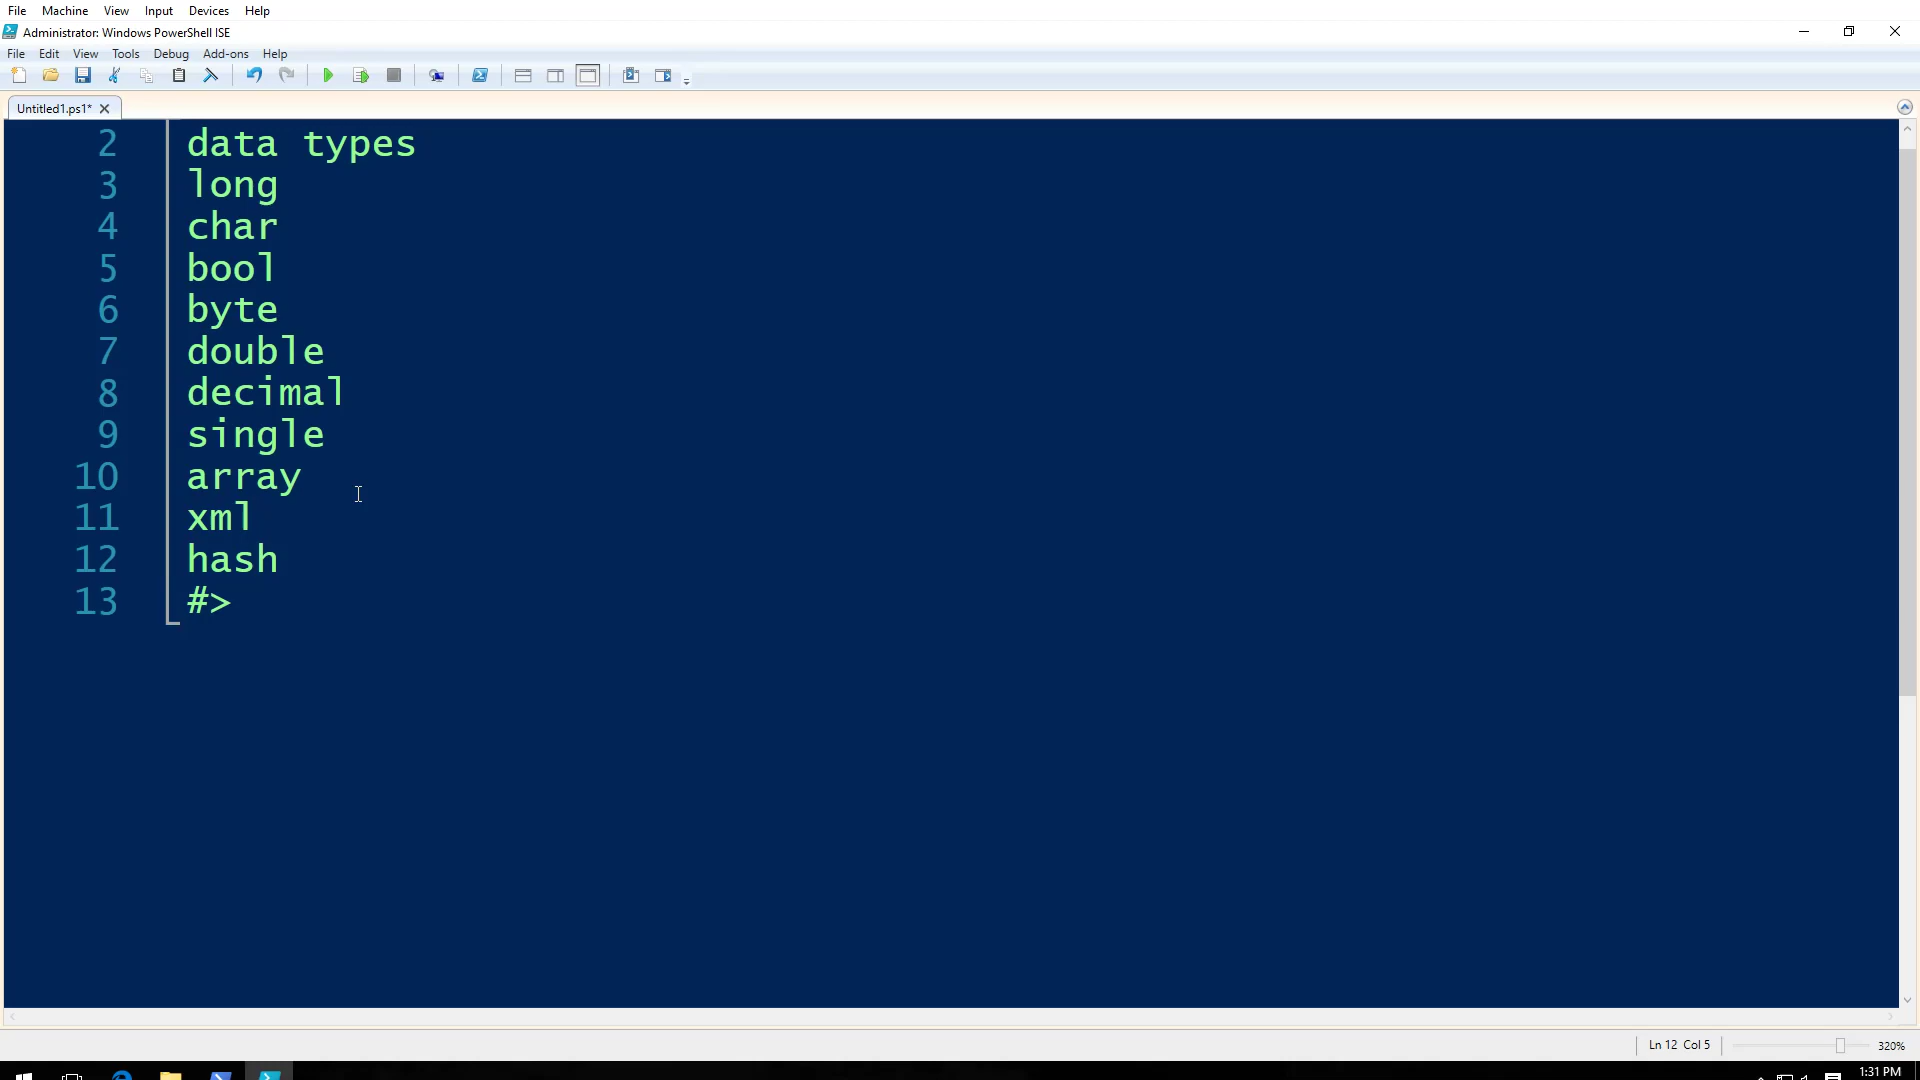 File Machine View Input Devices Help
Administrator: Windows PowerShell ISE
File Edit View Tools Debug Add-ons Help
Untitled1.ps1*
2 data types
3 long
4 char
5 bool
6 byte
7 double
8 decimal
9 single
10 array
11 xml
12 hash
13 #>
Ln 12 Col 5 320%
1:31 PM